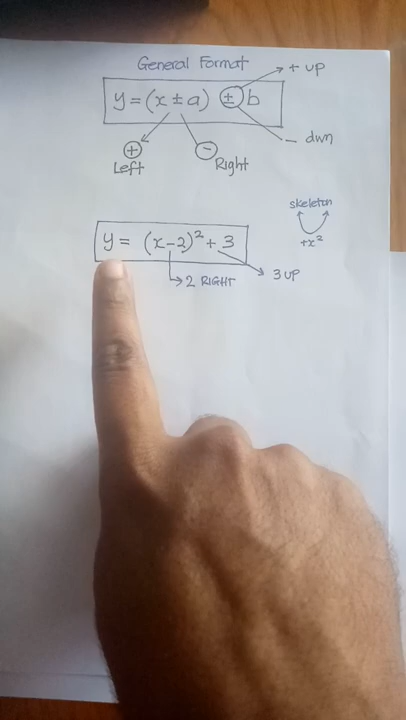 General Format
+ up
y = (x ± a) ± b
- dwn
+ -
Left Right
skeleton
+x²
y = (x-2)² + 3
→ 2 RIGHT
3 UP